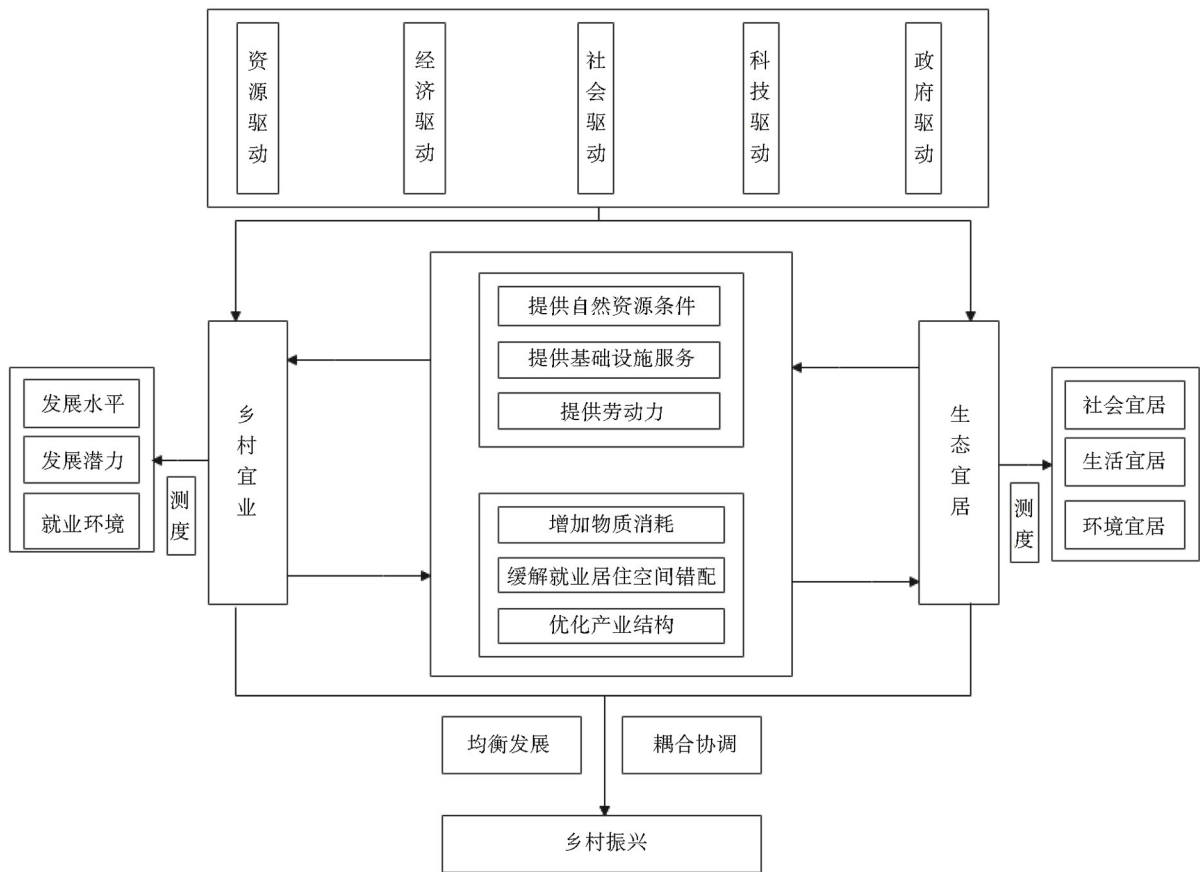 资源驱动
经济驱动
社会驱动
科技驱动
政府驱动
提供自然资源条件
提供基础设施服务
提供劳动力
乡村宜业
生态宜居
发展水平
发展潜力
就业环境
测度
社会宜居
生活宜居
环境宜居
测度
增加物质消耗
缓解就业居住空间错配
优化产业结构
均衡发展
耦合协调
乡村振兴